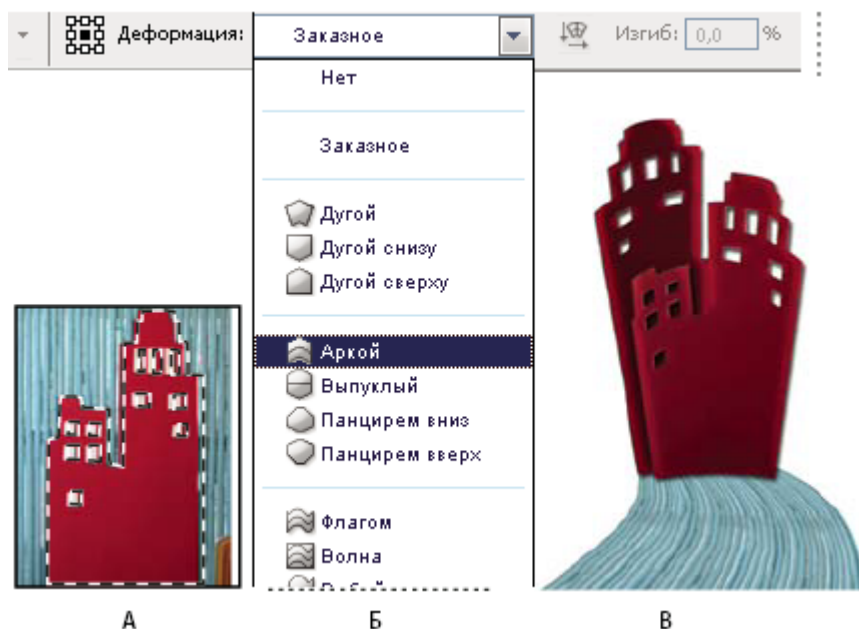 Деформация: Заказное Изгиб: 0,0 %
Нет
Заказное
Дугой
Дугой снизу
Дугой сверху
Аркой
Выпуклый
Панцирем вниз
Панцирем вверх
Флагом
Волна
А Б В